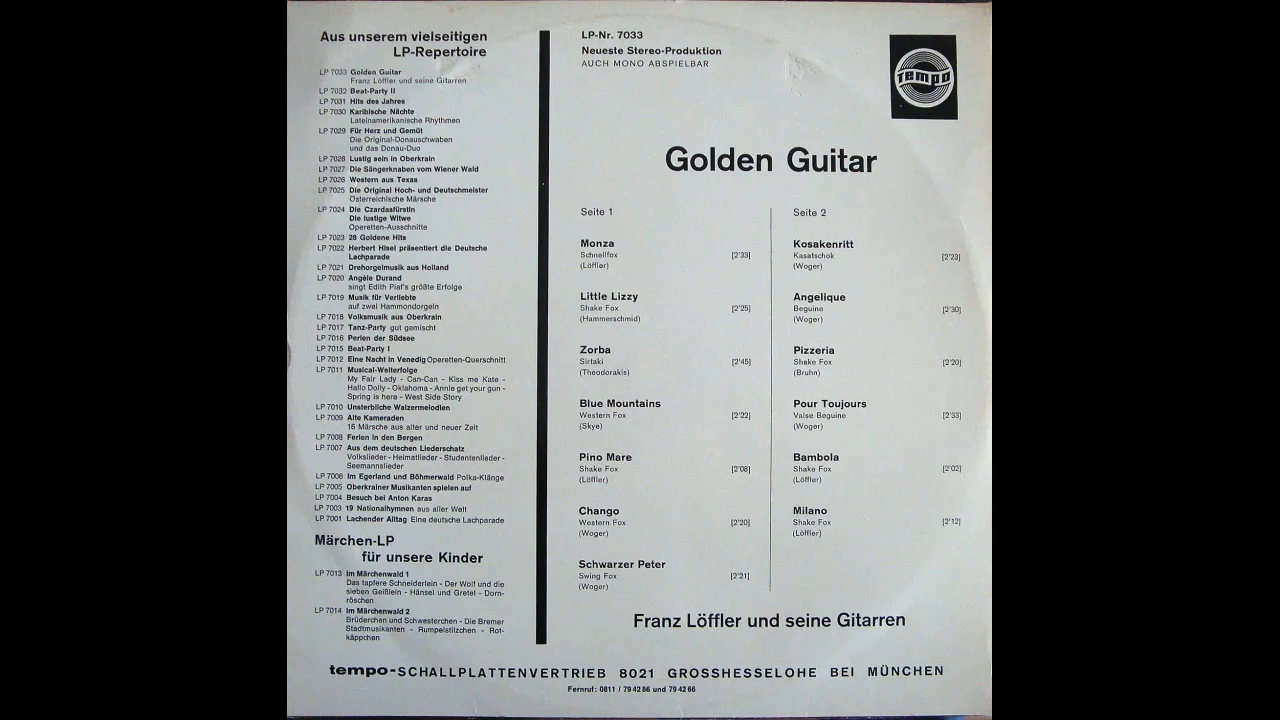 Aus unserem vielseitigen
LP-Repertoire
LP 7033 Golden Guitar
Franz Löffler und seine Gitarren
LP 7032 Beat-Party II
LP 7031 Hits des Jahres
LP 7030 Karibische Nächte
Lateinamerikanische Rhythmen
LP 7029 Für Herz und Gemüt
Die Original-Donauschwaben
und das Donau-Duo
LP 7028 Lustig sein in Oberkrain
LP 7027 Die Sängerknaben vom Wiener Wald
LP 7026 Western aus Texas
LP 7025 Die Original Hoch- und Deutschmeister
Österreichische Märsche
LP 7024 Die Czardasfürstin
Die lustige Witwe
Operetten-Ausschnitte
LP 7023 28 Goldene Hits
LP 7022 Herbert Hisel präsentiert die Deutsche
Lachparade
LP 7021 Drehorgelmusik aus Holland
LP 7020 Angèle Durand
singt Edith Piaf's größte Erfolge
LP 7019 Musik für Verliebte
auf zwei Hammondorgeln
LP 7018 Volksmusik aus Oberkrain
LP 7017 Tanz-Party gut gemischt
LP 7016 Perlen der Südsee
LP 7015 Beat-Party I
LP 7012 Eine Nacht in Venedig Operetten-Querschnitt
LP 7011 Musical-Welterfolge
My Fair Lady - Can-Can - Kiss me Kate -
Hallo Dolly - Oklahoma - Annie get your gun -
Spring is here - West Side Story
LP 7010 Unsterbliche Walzermelodien
LP 7009 Alte Kameraden
16 Märsche aus alter und neuer Zeit
LP 7008 Ferien in den Bergen
LP 7007 Aus dem deutschen Liederschatz
Volkslieder - Heimatlieder - Studentenlieder -
Seemannslieder
LP 7006 Im Egerland und Böhmerwald Polka-Klänge
LP 7005 Oberkrainer Musikanten spielen auf
LP 7004 Besuch bei Anton Karas
LP 7003 19 Nationalhymnen aus aller Welt
LP 7001 Lachender Alltag Eine deutsche Lachparade
Märchen-LP
für unsere Kinder
LP 7013 Im Märchenwald 1
Das tapfere Schneiderlein - Der Wolf und die
sieben Geißlein - Hänsel und Gretel - Dorn-
röschen
LP 7014 Im Märchenwald 2
Brüderchen und Schwesterchen - Die Bremer
Stadtmusikanten - Rumpelstilzchen - Rot-
käppchen
LP-Nr. 7033
Neueste Stereo-Produktion
AUCH MONO ABSPIELBAR
tempo
Golden Guitar
Seite 1
Monza
Schnellfox [2'33]
(Löffler)
Little Lizzy
Shake Fox [2'25]
(Hammerschmid)
Zorba
Sirtaki [2'45]
(Theodorakis)
Blue Mountains
Western Fox [2'22]
(Skye)
Pino Mare
Shake Fox [2'08]
(Löffler)
Chango
Western Fox [2'20]
(Woger)
Schwarzer Peter
Swing Fox [2'21]
(Woger)
Seite 2
Kosakenritt
Kasatschok [2'23]
(Woger)
Angelique
Beguine [2'30]
(Woger)
Pizzeria
Shake Fox [2'20]
(Bruhn)
Pour Toujours
Valse Beguine [2'33]
(Woger)
Bambola
Shake Fox [2'02]
(Löffler)
Milano
Shake Fox [2'12]
(Löffler)
Franz Löffler und seine Gitarren
tempo-SCHALLPLATTENVERTRIEB 8021 GROSSHESSELOHE BEI MÜNCHEN
Fernruf: 0811 / 79 42 86 und 79 42 66